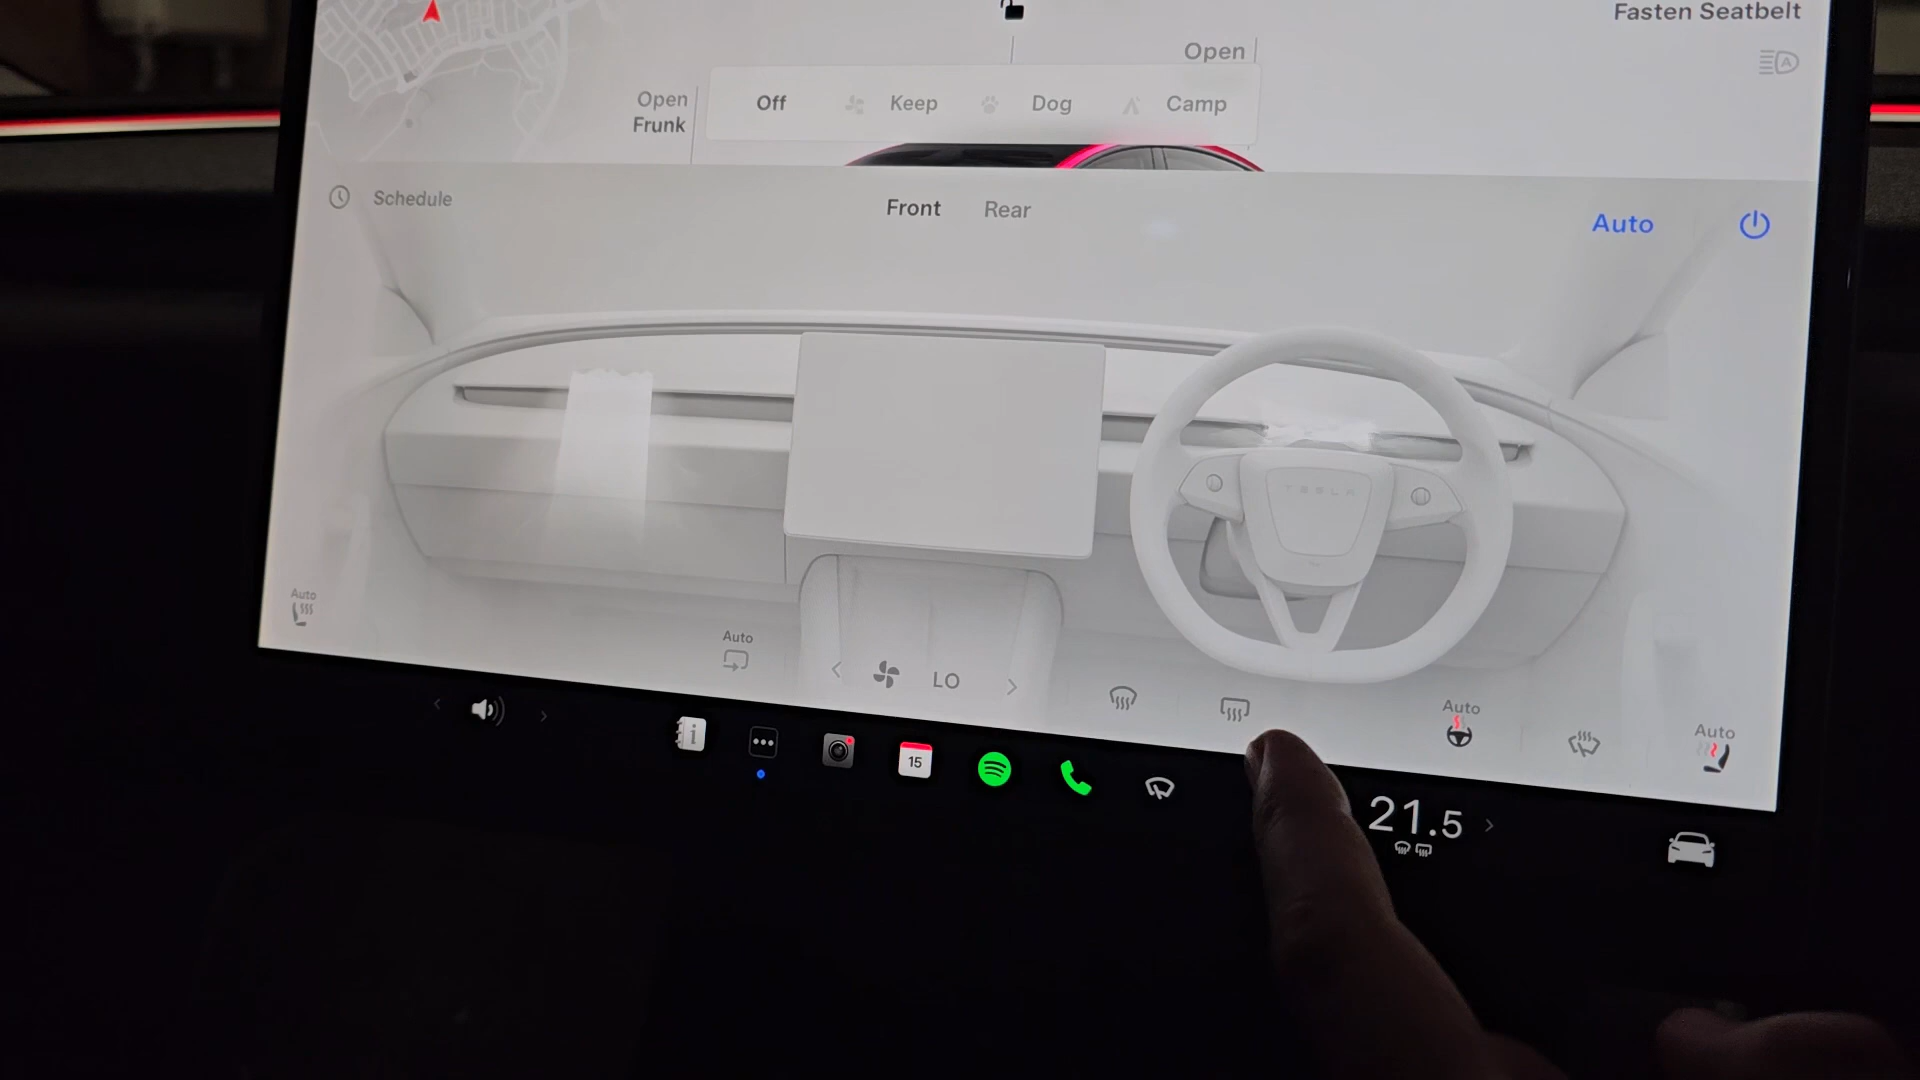 Fasten Seatbelt
Open
Open
Frunk
Off
Keep
Dog
Camp
A
Schedule
Front
Rear
Auto
TESLA
Auto
Auto
LO
Auto
Auto
i
15
21.5